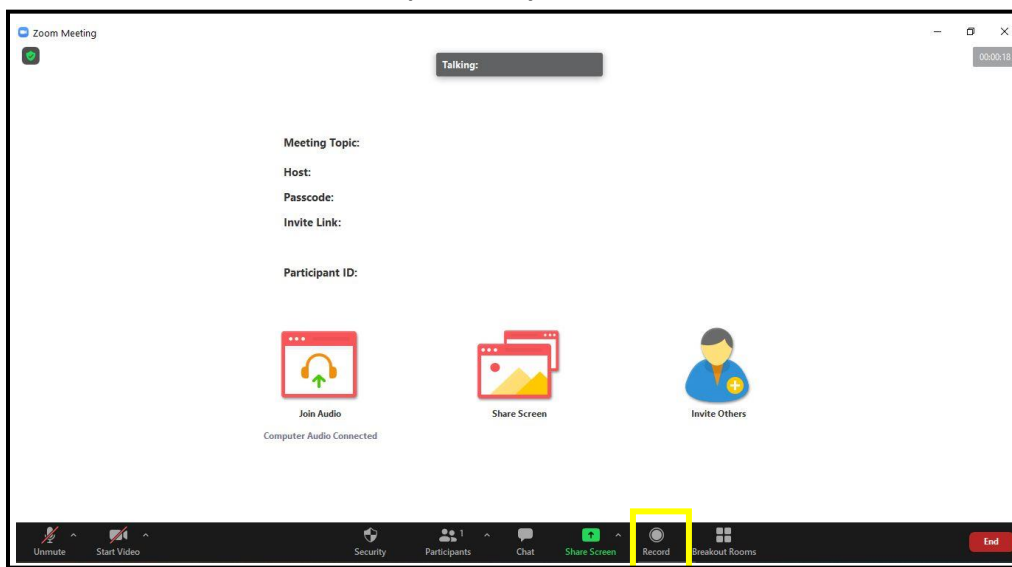 Zoom Meeting
Talking:
00:00:18
Meeting Topic:
Host:
Passcode:
Invite Link:
Participant ID:
Join Audio Share Screen Invite Others
Computer Audio Connected
1
Unmute Start Video Security Participants Chat Share Screen Record Breakout Rooms End